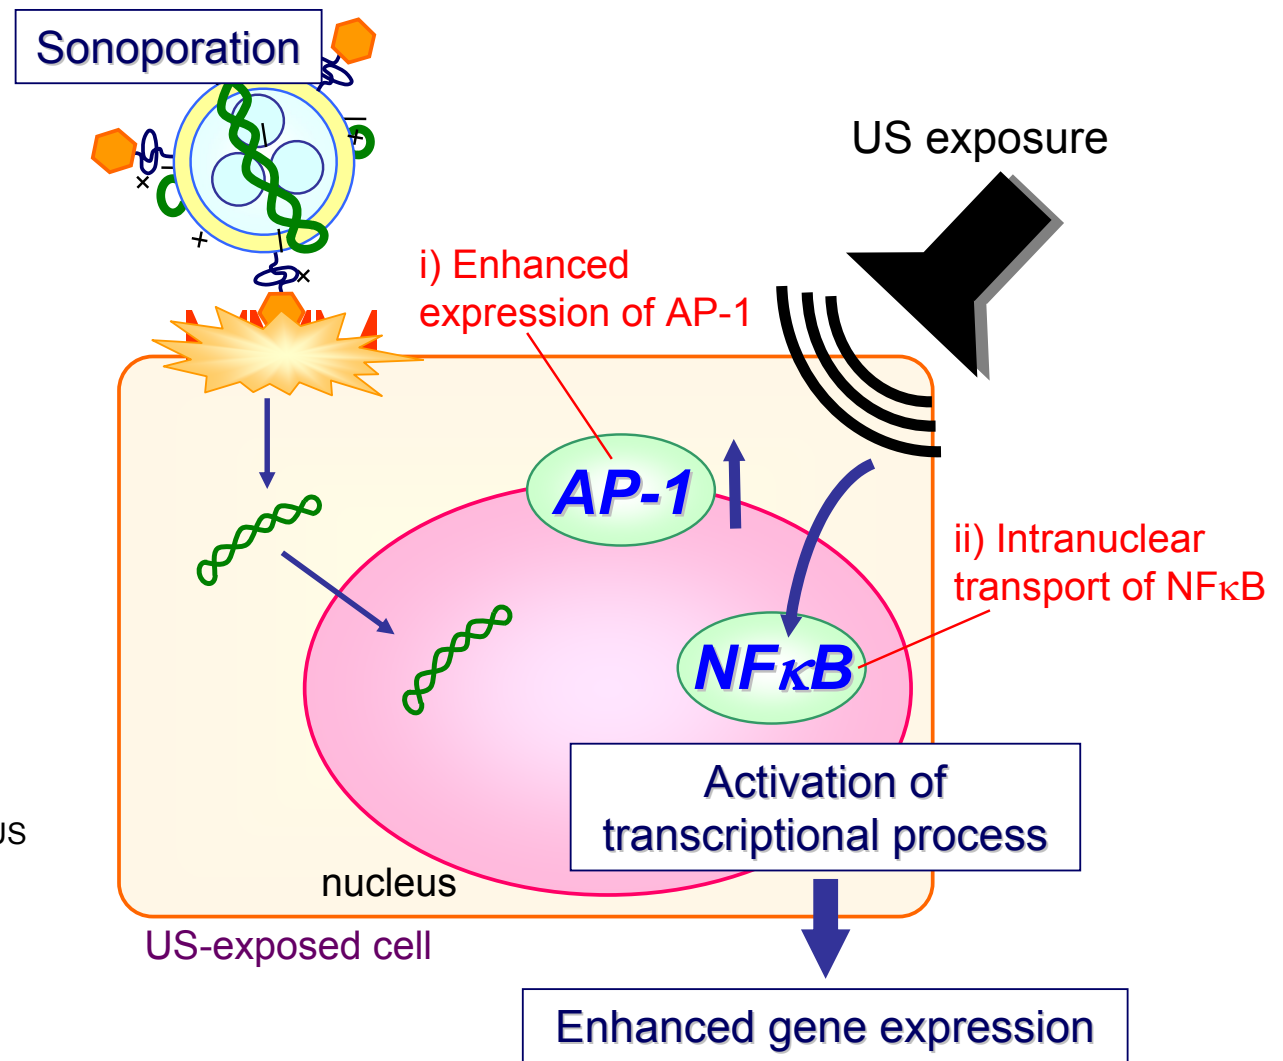 Sonoporation
US exposure
i) Enhanced
expression of AP-1
AP-1
ii) Intranuclear
transport of NFκB
NFκB
Activation of
transcriptional process
US
nucleus
US-exposed cell
Enhanced gene expression